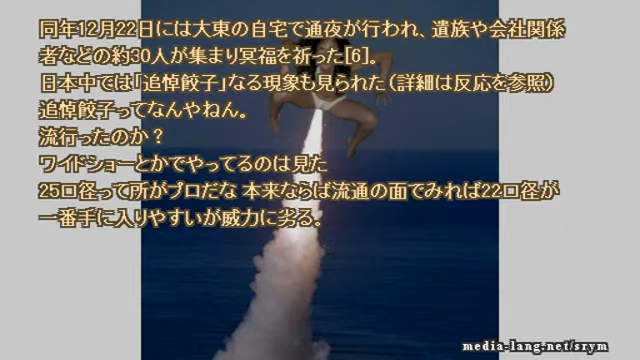 同年12月22日には大東の自宅で通夜が行われ、遺族や会社関係
者などの約30人が集まり冥福を祈った[6]。
日本中では「追悼餃子」なる現象も見られた(詳細は反応を参照)
追悼餃子ってなんやねん。
流行ったのか？
ワイドショーとかでやってるのは見た
25口径って所がプロだな 本来ならば流通の面でみれば22口径が
一番手に入りやすいが威力に劣る。
media-lang.net/srym